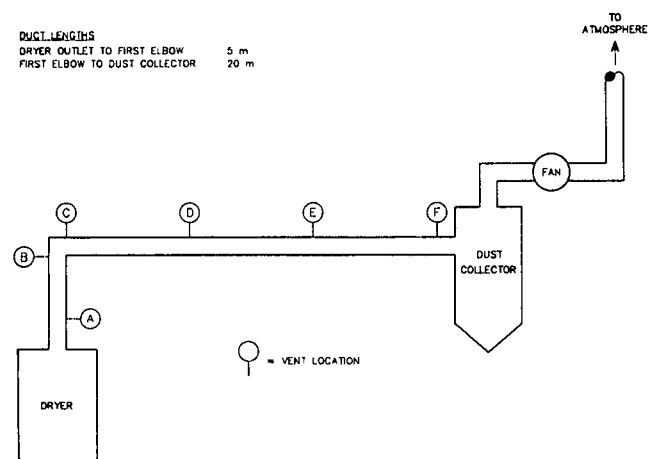 TO
ATMOSPHERE
DUCT LENGTHS
DRYER OUTLET TO FIRST ELBOW 5 m
FIRST ELBOW TO DUST COLLECTOR 20 m
FAN
C D E F
B
DUST
COLLECTOR
A
= VENT LOCATION
DRYER